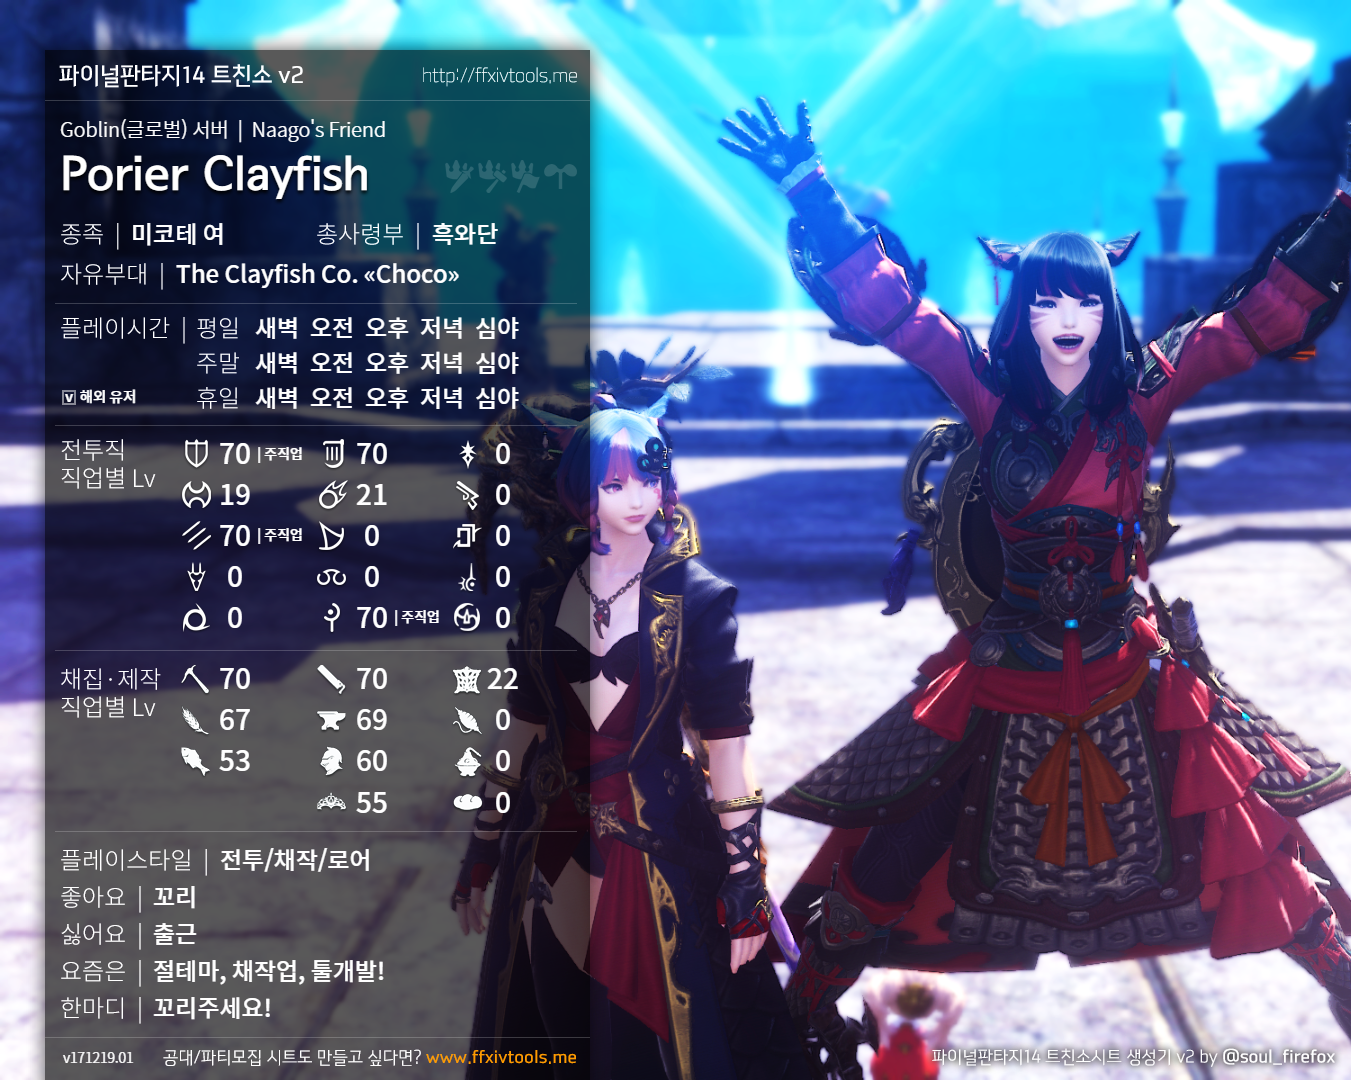 파이널판타지14 트친소 v2 http://ffxivtools.me
Goblin(글로벌) 서버 | Naago's Friend
Porier Clayfish
종족 | 미코테 여 총사령부 | 흑와단
자유부대 | The Clayfish Co. «Choco»
플레이시간 | 평일 새벽 오전 오후 저녁 심야
주말 새벽 오전 오후 저녁 심야
V 해외 유저 휴일 새벽 오전 오후 저녁 심야
전투직
직업별 Lv
70 | 주직업 70 0
19 21 0
70 | 주직업 0 0
0 0 0
0 70 | 주직업 0
채집·제작
직업별 Lv
70 70 22
67 69 0
53 60 0
55 0
플레이스타일 | 전투/채작/로어
좋아요 | 꼬리
싫어요 | 출근
요즘은 | 절테마, 채작업, 툴개발!
한마디 | 꼬리주세요!
v171219.01 공대/파티모집 시트도 만들고 싶다면? www.ffxivtools.me
파이널판타지14 트친소시트 생성기 v2 by @soul_firefox